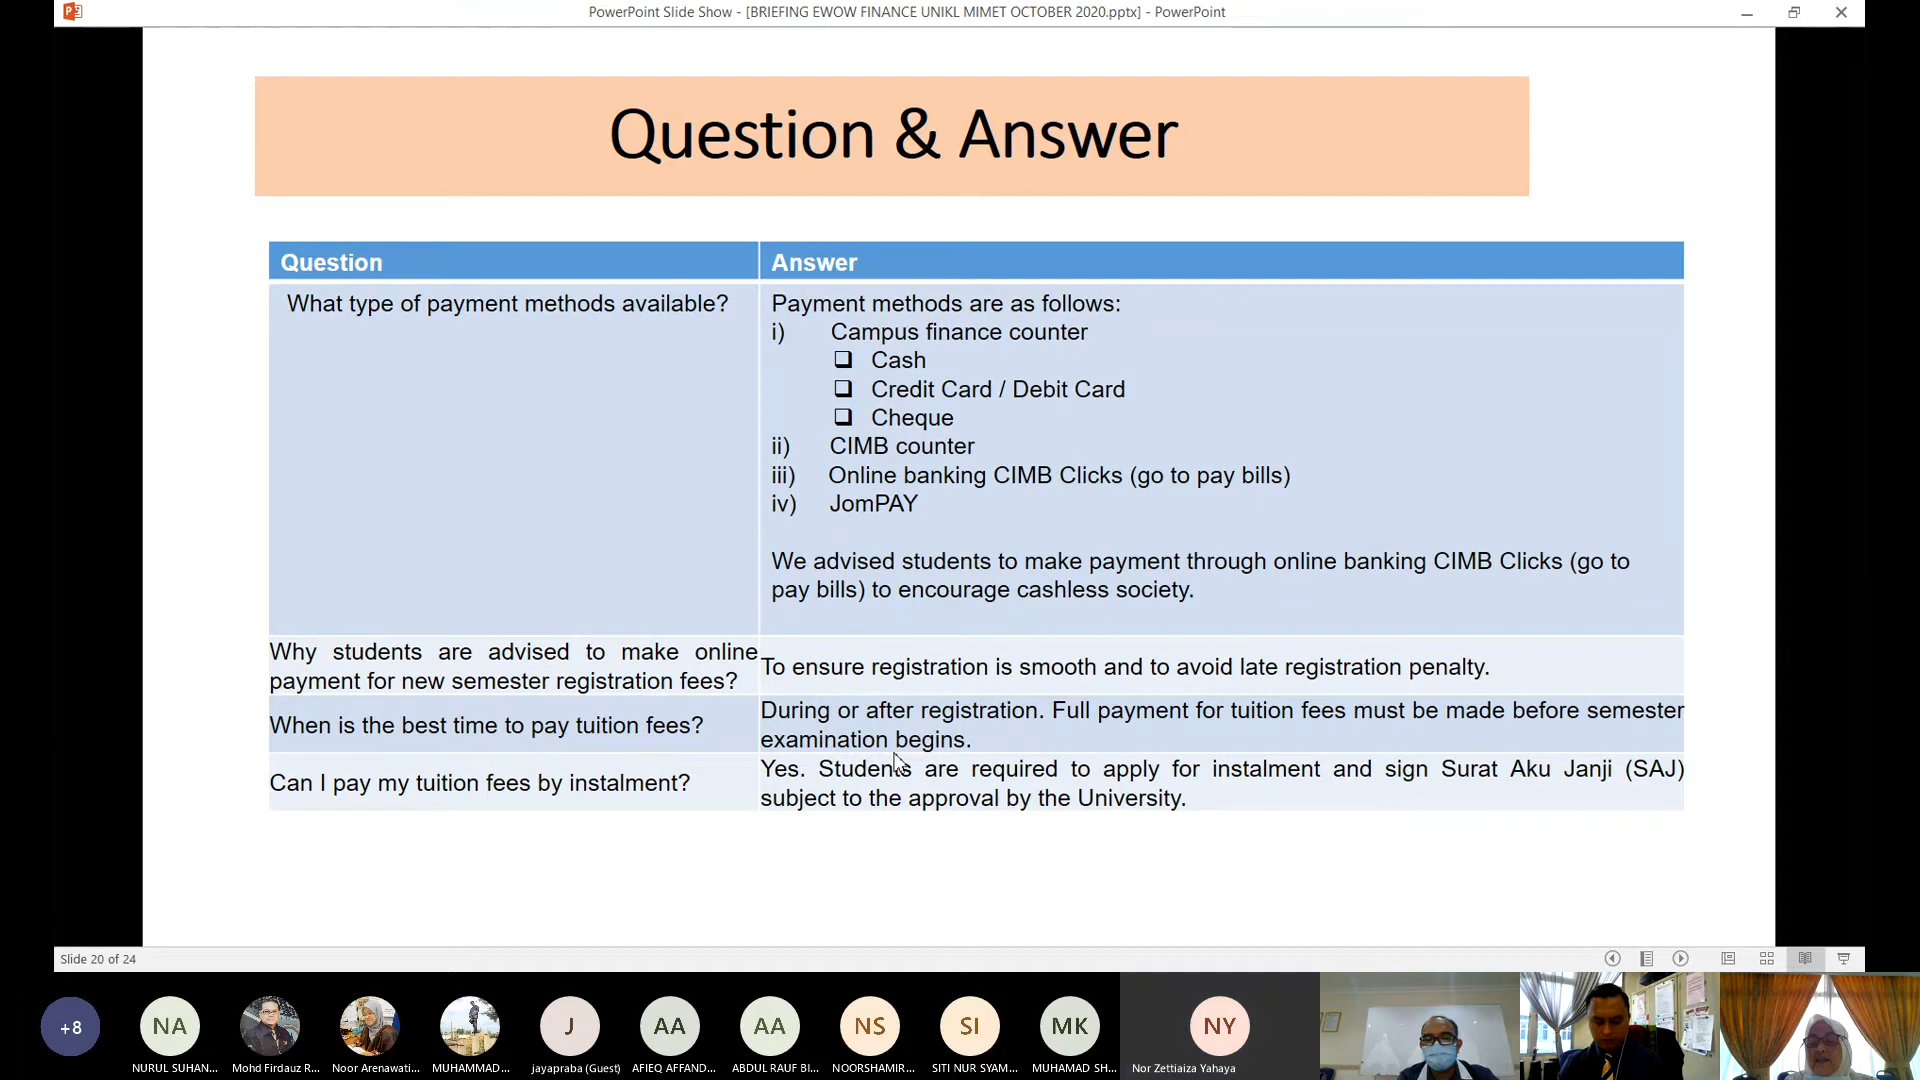 PowerPoint Slide Show - [BRIEFING EWOW FINANCE UNIKL MIMET OCTOBER 2020.pptx] - PowerPoint
Question & Answer
Question
Answer
What type of payment methods available?
Payment methods are as follows:
i) Campus finance counter
❑ Cash
❑ Credit Card / Debit Card
❑ Cheque
ii) CIMB counter
iii) Online banking CIMB Clicks (go to pay bills)
iv) JomPAY
We advised students to make payment through online banking CIMB Clicks (go to
pay bills) to encourage cashless society.
Why students are advised to make online
payment for new semester registration fees?
To ensure registration is smooth and to avoid late registration penalty.
When is the best time to pay tuition fees?
During or after registration. Full payment for tuition fees must be made before semester
examination begins.
Can I pay my tuition fees by instalment?
Yes. Students are required to apply for instalment and sign Surat Aku Janji (SAJ)
subject to the approval by the University.
Slide 20 of 24
+8
NA
J
AA
AA
NS
SI
MK
NY
NURUL SUHAN...
Mohd Firdauz R...
Noor Arenawati...
MUHAMMAD...
jayapraba (Guest)
AFIEQ AFFAND...
ABDUL RAUF BI...
NOORSHAMIR...
SITI NUR SYAM...
MUHAMAD SH...
Nor Zettiaiza Yahaya